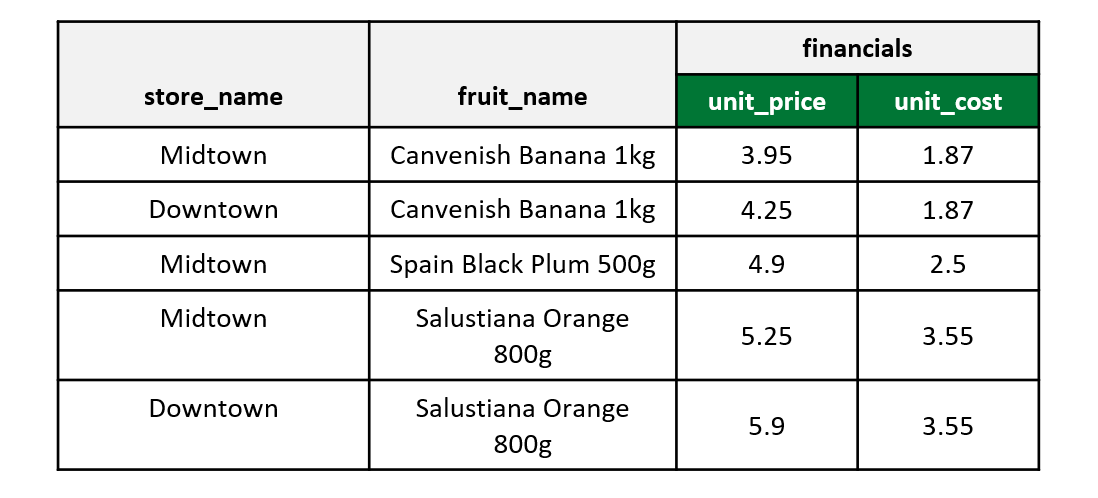 financials
store_name fruit_name
unit_price unit_cost
Midtown Canvenish Banana 1kg 3.95 1.87
Downtown Canvenish Banana 1kg 4.25 1.87
Midtown Spain Black Plum 500g 4.9 2.5
Midtown Salustiana Orange
800g 5.25 3.55
Downtown Salustiana Orange
800g 5.9 3.55